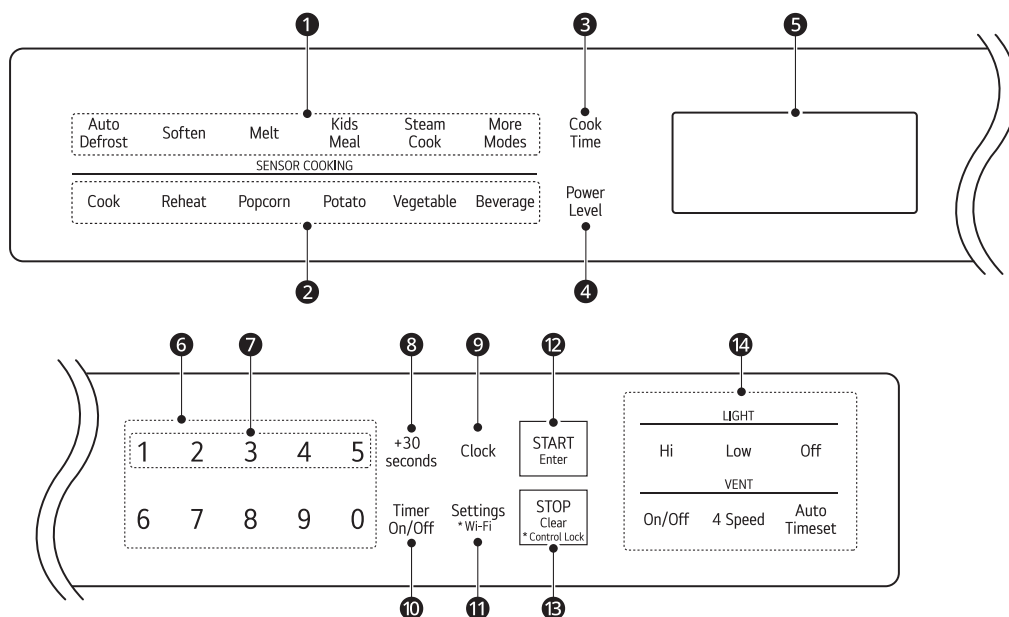 1 3 5
Auto Defrost Soften Melt Kids Meal Steam Cook More Modes Cook Time
SENSOR COOKING
Cook Reheat Popcorn Potato Vegetable Beverage Power Level
2 4
6 7 8 9 12 14
LIGHT
1 2 3 4 5 +30 seconds Clock START Enter Hi Low Off
VENT
6 7 8 9 0 Timer On/Off Settings *Wi-Fi STOP Clear *Control Lock On/Off 4 Speed Auto Timeset
10 11 13